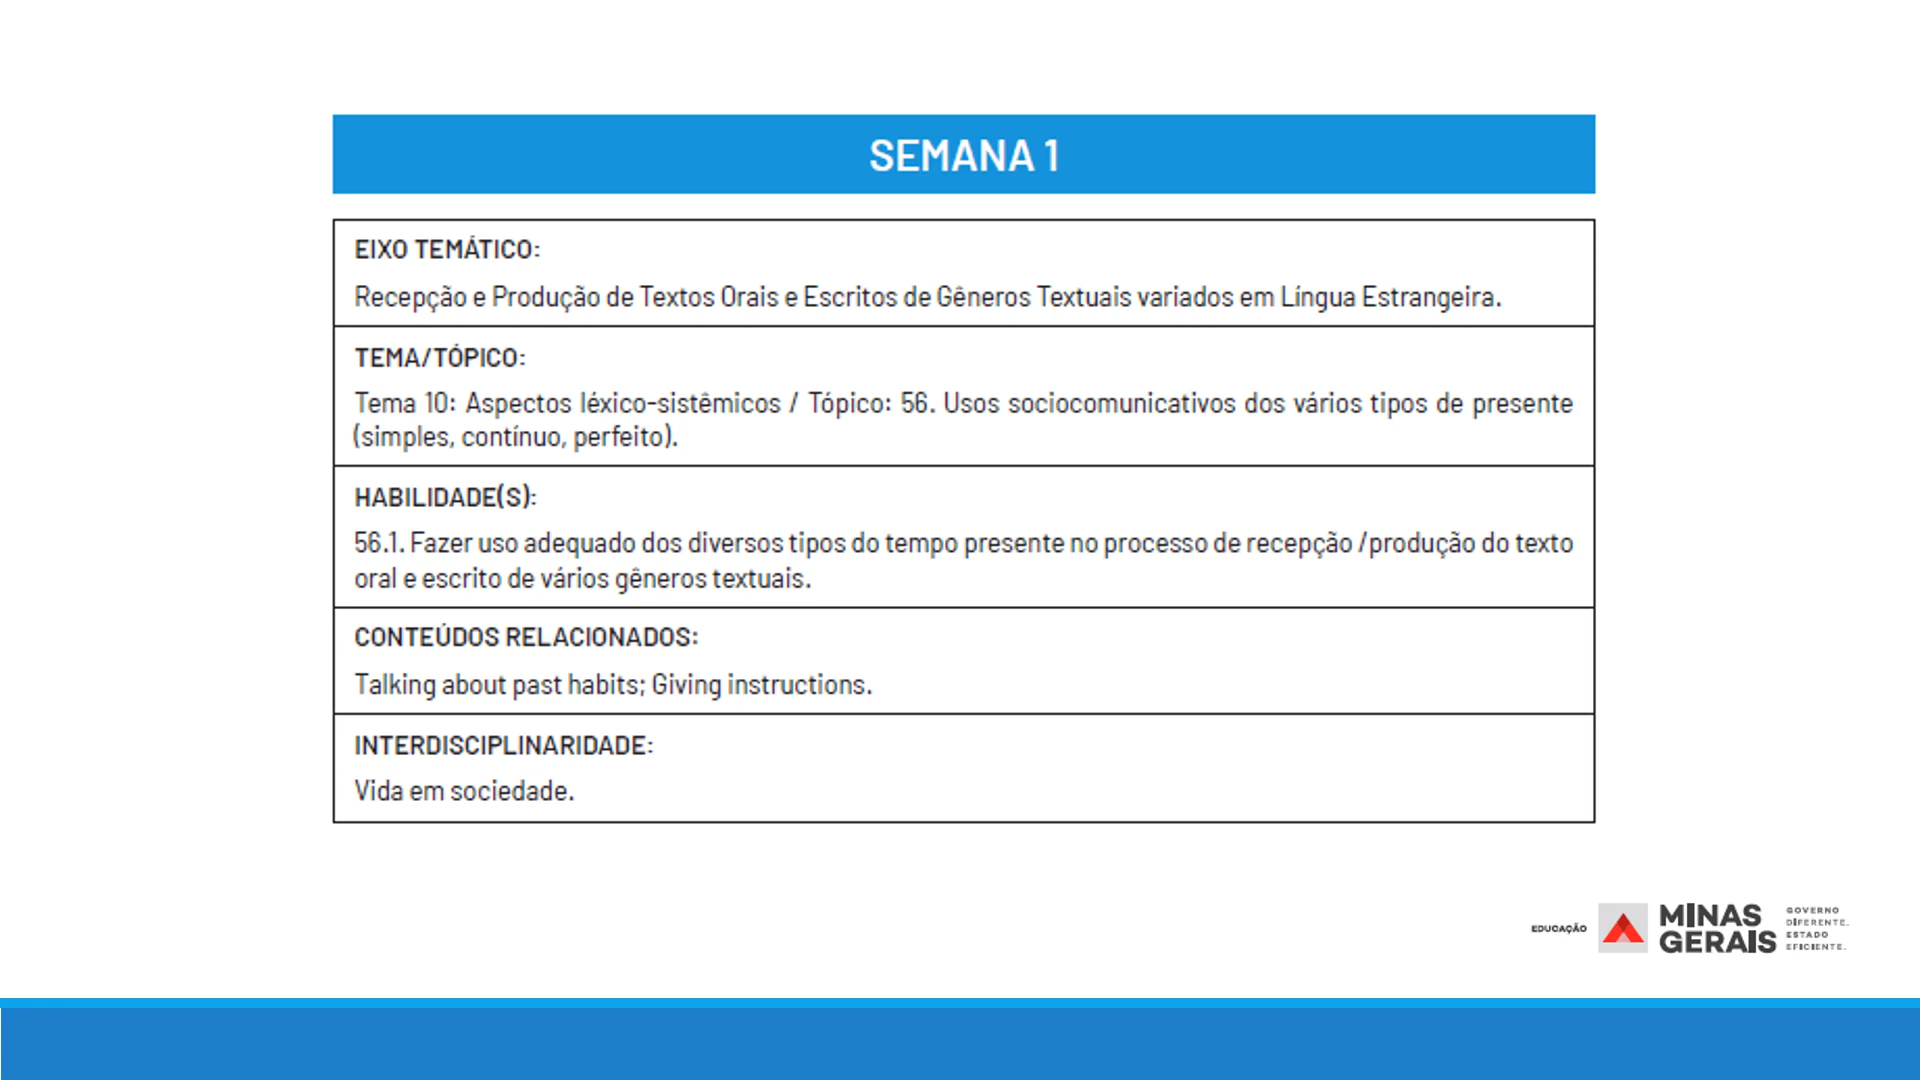 SEMANA 1
EIXO TEMÁTICO:
Recepção e Produção de Textos Orais e Escritos de Gêneros Textuais variados em Língua Estrangeira.
TEMA/TÓPICO:
Tema 10: Aspectos léxico-sistêmicos / Tópico: 56. Usos sociocomunicativos dos vários tipos de presente
(simples, contínuo, perfeito).
HABILIDADE(S):
56.1. Fazer uso adequado dos diversos tipos do tempo presente no processo de recepção /produção do texto
oral e escrito de vários gêneros textuais.
CONTEÚDOS RELACIONADOS:
Talking about past habits; Giving instructions.
INTERDISCIPLINARIDADE:
Vida em sociedade.
EDUCAÇÃO
MINAS
GERAIS
GOVERNO
DIFERENTE.
ESTADO
EFICIENTE.